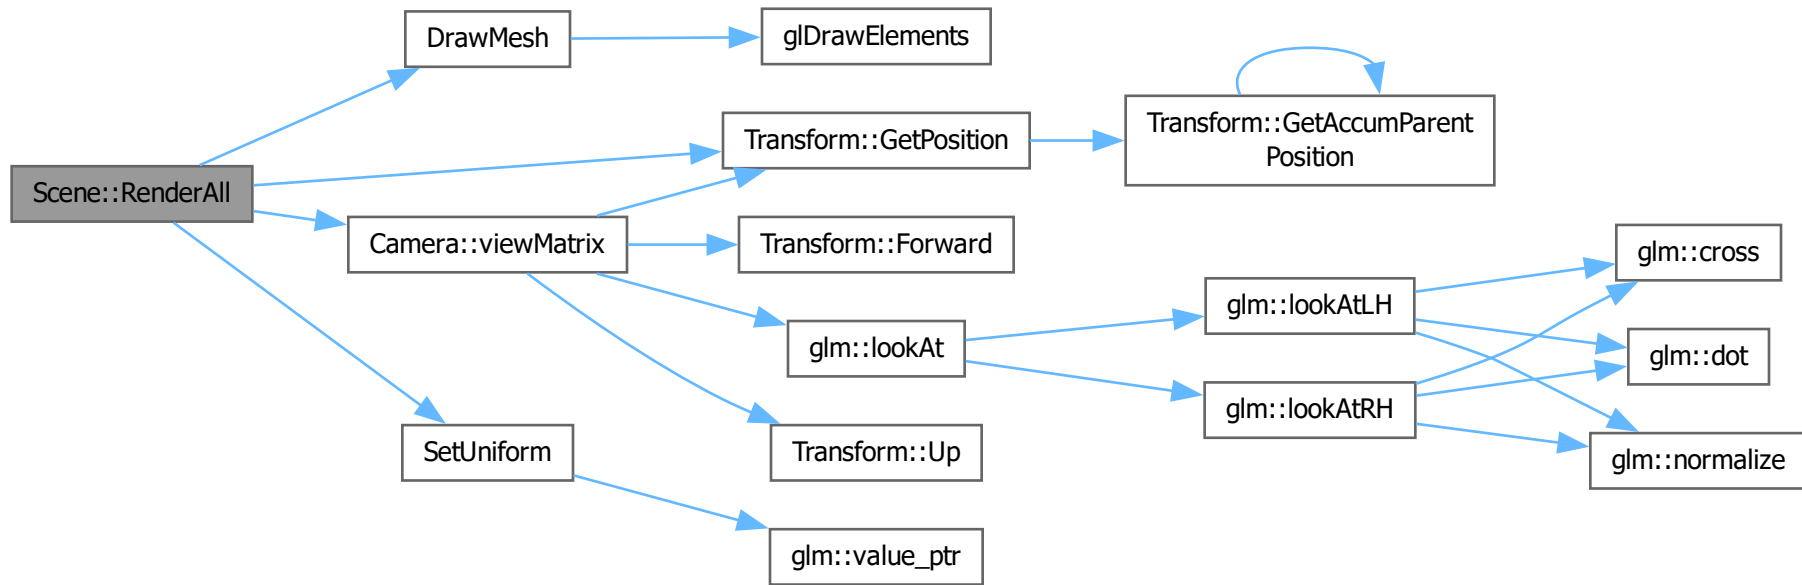 DrawMesh
glDrawElements
Transform::GetPosition
Transform::GetAccumParent
Position
Scene::RenderAll
Camera::viewMatrix
Transform::Forward
glm::cross
glm::lookAtLH
glm::lookAt
glm::dot
glm::lookAtRH
SetUniform
Transform::Up
glm::normalize
glm::value_ptr